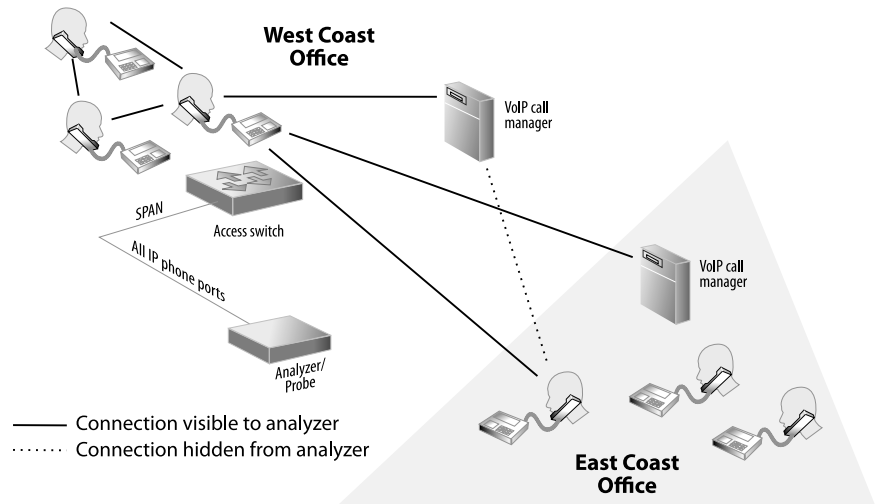 West Coast
Office
VoIP call
manager
SPAN
Access switch
All IP phone ports
VoIP call
manager
Analyzer/
Probe
Connection visible to analyzer
Connection hidden from analyzer
East Coast
Office